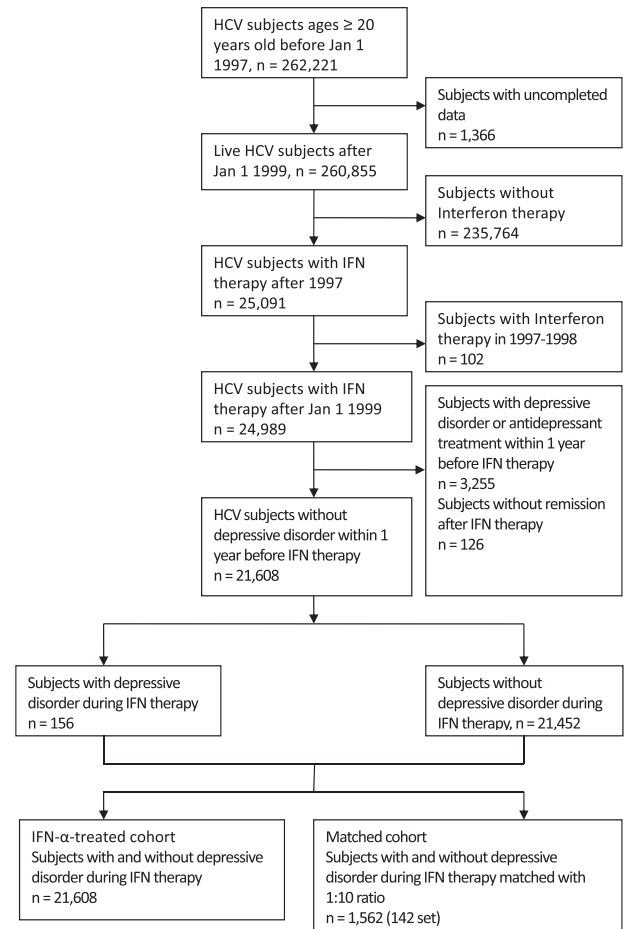 HCV subjects ages ≥ 20
years old before Jan 1
1997, n = 262,221
Subjects with uncompleted
data
n = 1,366
Live HCV subjects after
Jan 1 1999, n = 260,855
Subjects without
Interferon therapy
n = 235,764
HCV subjects with IFN
therapy after 1997
n = 25,091
Subjects with Interferon
therapy in 1997-1998
n = 102
HCV subjects with IFN
therapy after Jan 1 1999
n = 24,989
Subjects with depressive
disorder or antidepressant
treatment within 1 year
before IFN therapy
n = 3,255
Subjects without remission
after IFN therapy
n = 126
HCV subjects without
depressive disorder within 1
year before IFN therapy
n = 21,608
Subjects with depressive
disorder during IFN therapy
n = 156
Subjects without
depressive disorder during
IFN therapy, n = 21,452
IFN-α-treated cohort
Subjects with and without depressive
disorder during IFN therapy
n = 21,608
Matched cohort
Subjects with and without depressive
disorder during IFN therapy matched with
1:10 ratio
n = 1,562 (142 set)